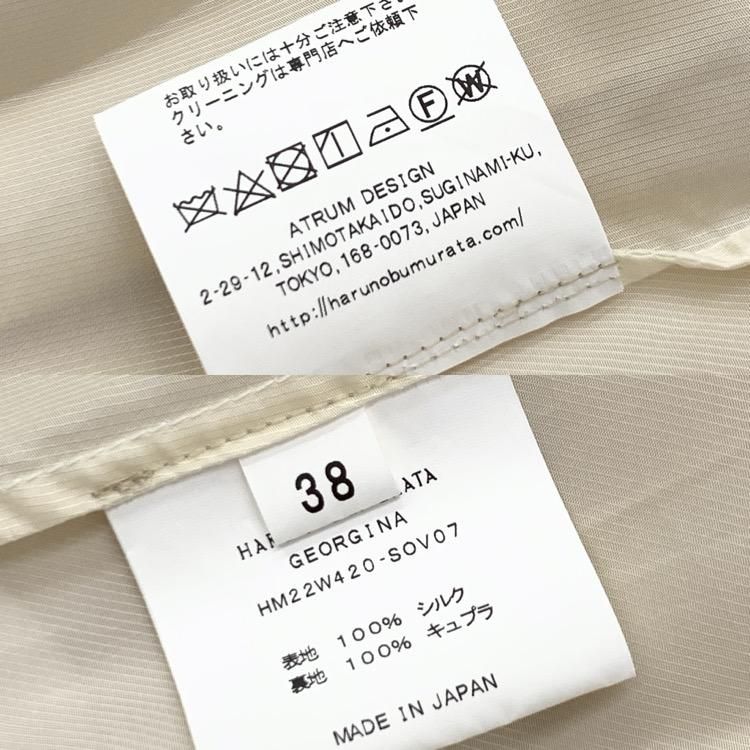 お取り扱いには十分ご注意下さい。
クリーニングは専門店へご依頼下
さい。
F
W
ATRUM DESIGN
2-29-12,SHIMOTAKAIDO,SUGINAMI-KU,
TOKYO,168-0073,JAPAN
http://harunobumurata.com/
38
GEORGINA
HM22W420-SOV07
表地 100% シルク
裏地 100% キュプラ
MADE IN JAPAN